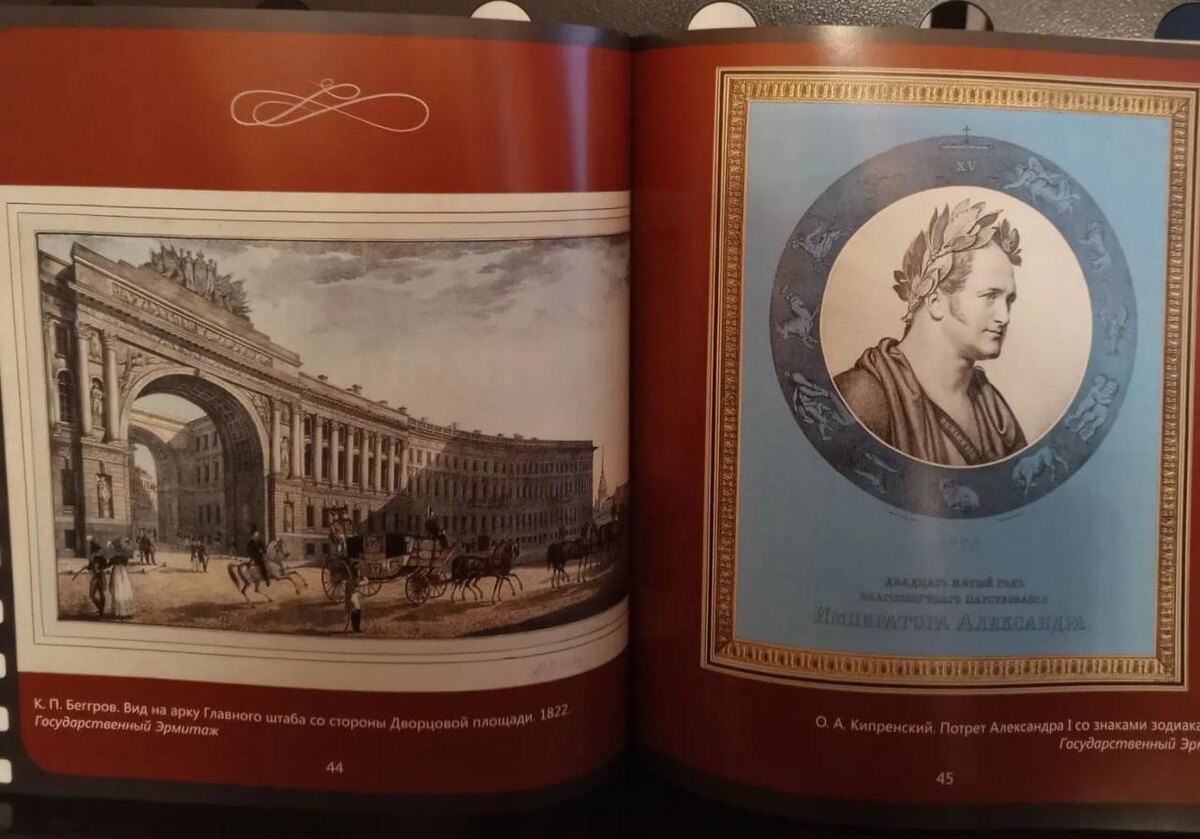 К. П. Беггров. Вид на арку Главного штаба со стороны Дворцовой площади. 1822.
Государственный Эрмитаж
44
XV
ДВАДЦАТЬ ПЯТЫЙ ГОДЪ
ЦАРСТВОВАНІЯ
ИМПЕРАТОРА АЛЕКСАНДРА
О. А. Кипренский. Потрет Александра I со знаками зодиака
Государственный
45